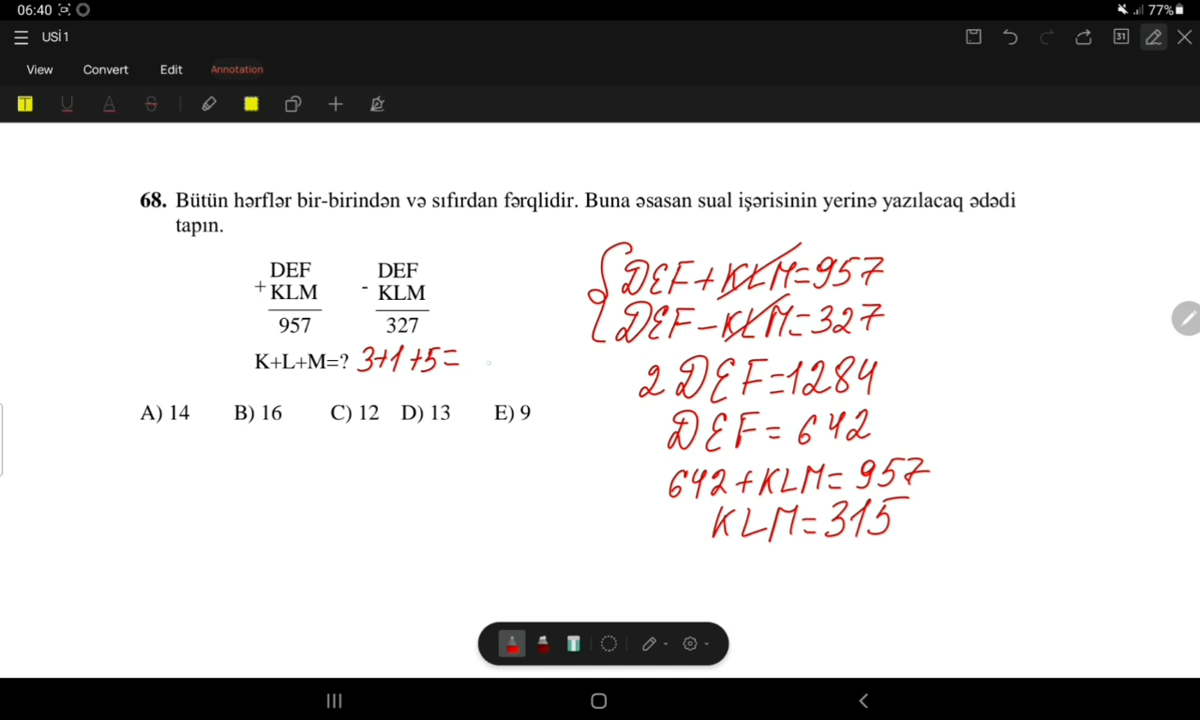 06:40 77%
USİ 1 31
View Convert Edit Annotation
T U A S
68. Bütün hərflər bir-birindən və sıfırdan fərqlidir. Buna əsasən sual işərisinin yerinə yazılacaq ədədi
tapın.
DEF DEF
+ KLM - KLM
957 327
K+L+M=? 3+1+5=
A) 14 B) 16 C) 12 D) 13 E) 9
DEF+KLM=957
DEF-KLM=327
2DEF=1284
DEF=642
642+KLM=957
KLM=315